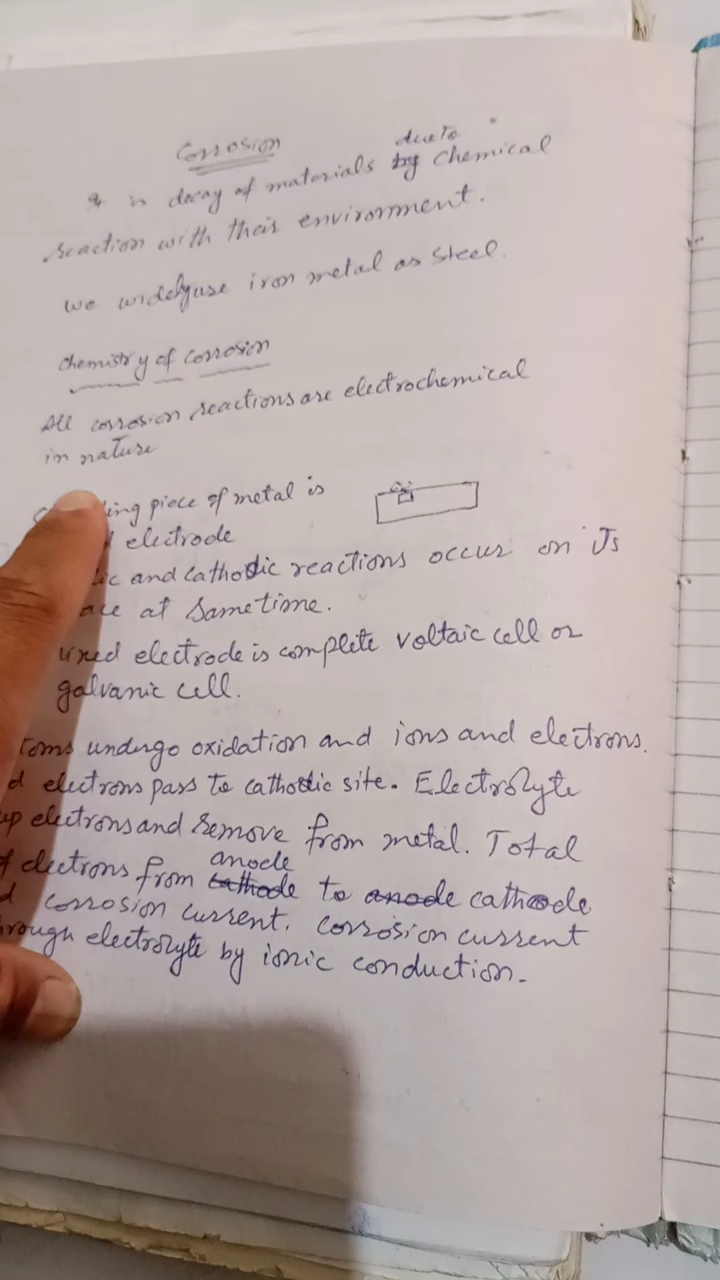 Corrosion
It is decay of materials due to by chemical
reaction with their environment.
we widely use iron metal as steel.
Chemistry of corrosion
All corrosion reactions are electrochemical
in nature
piece of metal is
electrode
and cathodic reactions occur on its
at sametime.
electrode is complete voltaic cell or
galvanic cell.
undergo oxidation and ions and electrons.
electrons pass to cathodic site. Electrolyte
up electrons and remove from metal. Total
anode
electrons from cathode to anode cathode
corrosion current. Corrosion current
electrolyte by ionic conduction.